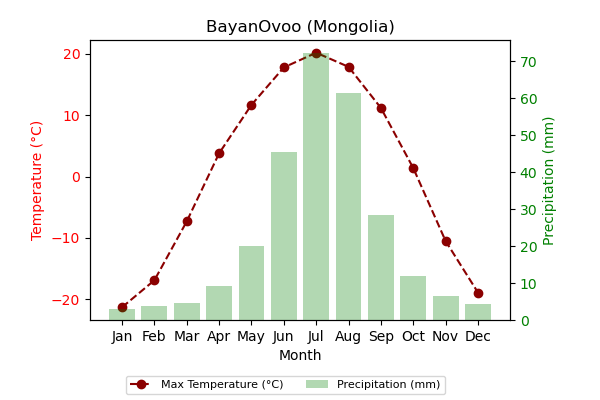 BayanOvoo (Mongolia)
20
10
0
−10
−20
Temperature (°C)
70
60
50
40
30
20
10
0
Precipitation (mm)
Jan Feb Mar Apr May Jun Jul Aug Sep Oct Nov Dec
Month
Max Temperature (°C) Precipitation (mm)